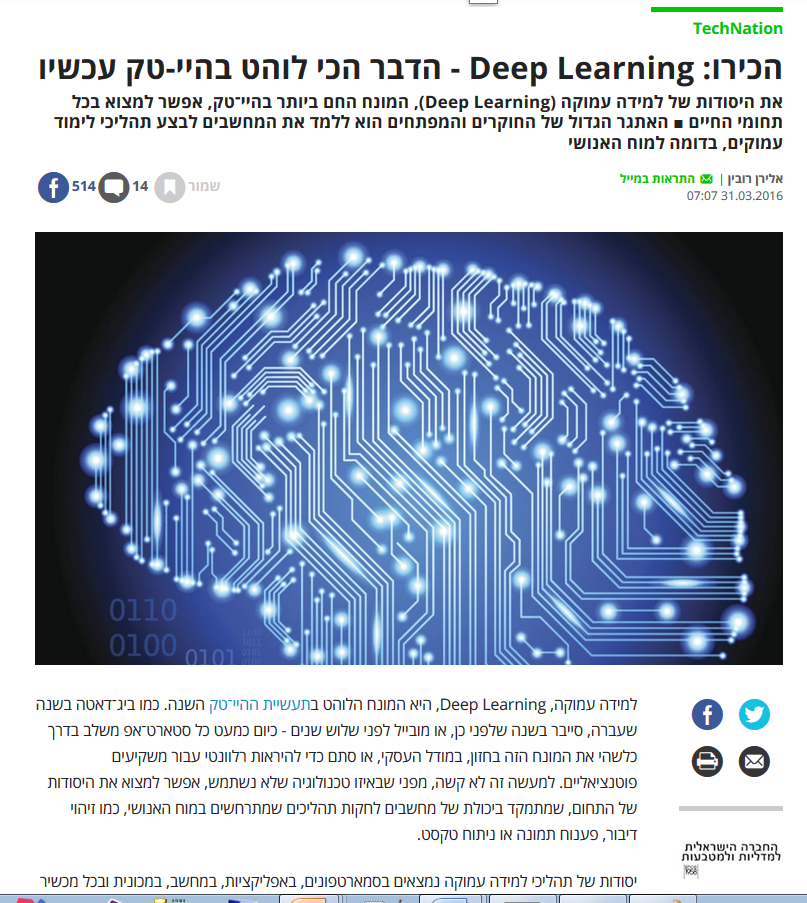 TechNation
הכירו: Deep Learning - הדבר הכי לוהט בהיי-טק עכשיו
את היסודות של למידה עמוקה (Deep Learning), המונח החם ביותר בהיי־טק, אפשר למצוא בכל
תחומי החיים ■ האתגר הגדול של החוקרים והמפתחים הוא ללמד את המחשבים לבצע תהליכי לימוד
עמוקים, בדומה למוח האנושי
אלירן רובין | התראות במייל
07:07 31.03.2016
שמור
14
514
0110
0100
0101
למידה עמוקה, Deep Learning, היא המונח הלוהט בתעשיית ההיי־טק השנה. כמו ביג־דאטה בשנה
שעברה, סייבר בשנה שלפני כן, או מובייל לפני שלוש שנים - כיום כמעט כל סטארט־אפ משלב בדרך
כלשהי את המונח הזה בחזון, במודל העסקי, או סתם כדי להיראות רלוונטי עבור משקיעים
פוטנציאליים. למעשה זה לא קשה, מפני שבאיזו טכנולוגיה שלא נשתמש, אפשר למצוא את היסודות
של התחום, שמתמקד ביכולת של מחשבים לחקות תהליכים שמתרחשים במוח האנושי, כמו זיהוי
דיבור, פענוח תמונה או ניתוח טקסט.
יסודות של תהליכי למידה עמוקה נמצאים בסמארטפונים, באפליקציות, במחשב, במכונית ובכל מכשיר
החברה הישראלית
למדליות ולמטבעות